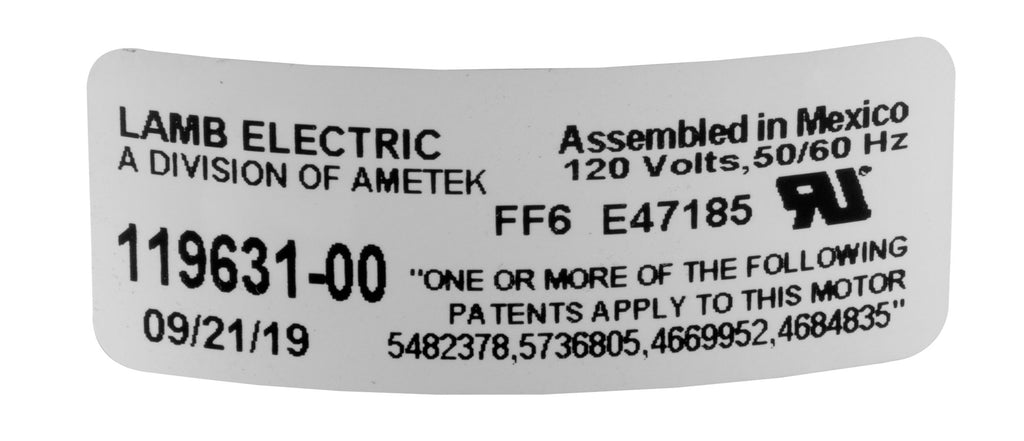 LAMB ELECTRIC
A DIVISION OF AMETEK
Assembled in Mexico
120 Volts,50/60 Hz
FF6 E47185 RU®
119631-00
09/21/19
"ONE OR MORE OF THE FOLLOWING
PATENTS APPLY TO THIS MOTOR
5482378,5736805,4669952,4684835"